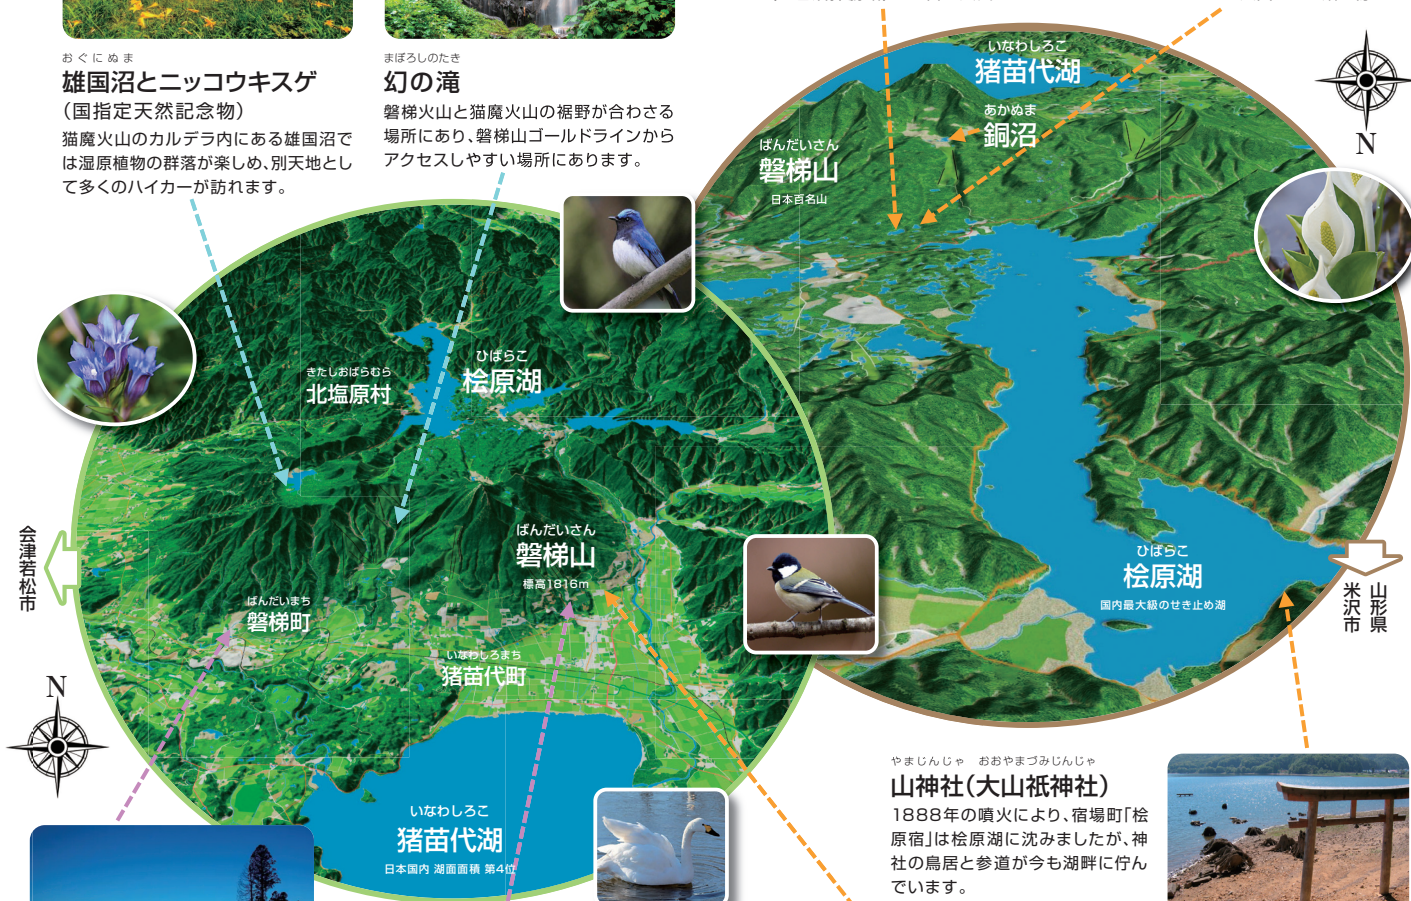 おぐにぬま
雄国沼とニッコウキスゲ
（国指定天然記念物）
猫魔火山のカルデラ内にある雄国沼で
は湿原植物の群落が楽しめ、別天地とし
て多くのハイカーが訪れます。
まぼろしのたき
幻の滝
磐梯火山と猫魔火山の裾野が合わさる
場所にあり、磐梯山ゴールドラインから
アクセスしやすい場所にあります。
いなわしろこ
猪苗代湖
あかぬま
銅沼
ばんだいさん
磐梯山
日本百名山
N
きたしおばらむら
北塩原村
ひばらこ
桧原湖
ばんだいさん
磐梯山
標高1816m
会津若松市
ばんだいまち
磐梯町
いなわしろまち
猪苗代町
N
いなわしろこ
猪苗代湖
日本国内 湖面面積 第4位
ひばらこ
桧原湖
国内最大級のせき止め湖
山形県
米沢市
やまじんじゃ　おおやまづみじんじゃ
山神社（大山祇神社）
1888年の噴火により、宿場町「桧
原宿」は桧原湖に沈みましたが、神
社の鳥居と参道が今も湖畔に佇ん
でいます。